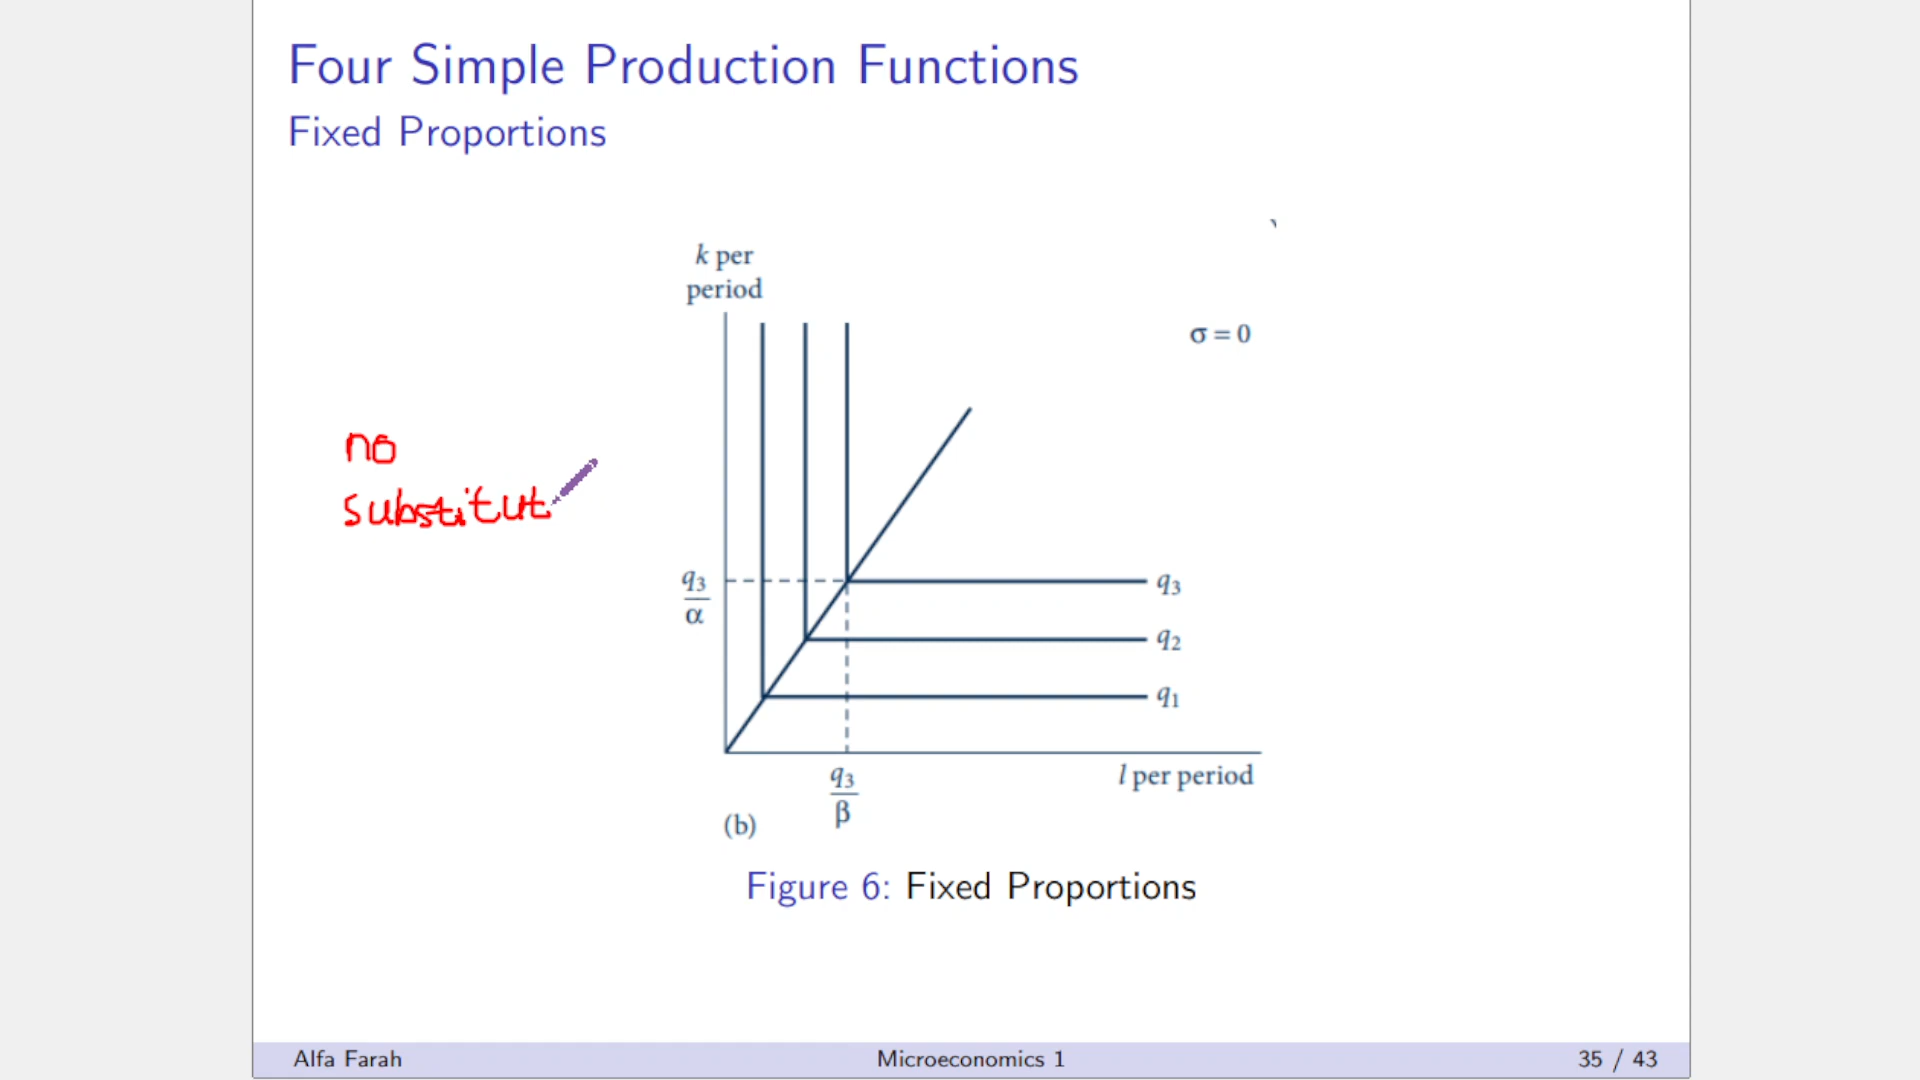 Four Simple Production Functions
Fixed Proportions
k per
period
σ = 0
no
substitut
q3
α
q3
q2
q1
q3
β
l per period
(b)
Figure 6: Fixed Proportions
Alfa Farah
Microeconomics 1
35 / 43